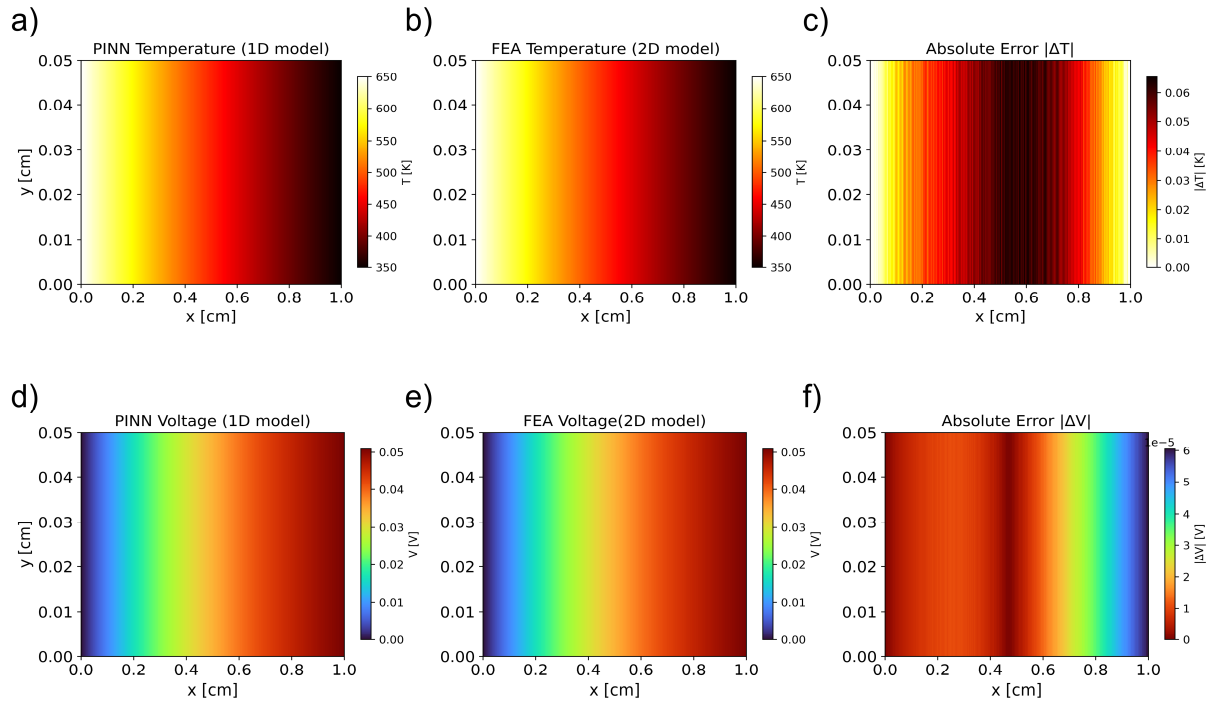 a)
PINN Temperature (1D model)
0.05
0.04
0.03
0.02
0.01
0.00
y [cm]
0.0 0.2 0.4 0.6 0.8 1.0
x [cm]
650
600
550
500
450
400
350
T [K]
b)
FEA Temperature (2D model)
0.05
0.04
0.03
0.02
0.01
0.00
0.0 0.2 0.4 0.6 0.8 1.0
x [cm]
650
600
550
500
450
400
350
T [K]
c)
Absolute Error |ΔT|
0.05
0.04
0.03
0.02
0.01
0.00
0.0 0.2 0.4 0.6 0.8 1.0
x [cm]
0.06
0.05
0.04
0.03
0.02
0.01
0.00
|ΔT| [K]
d)
PINN Voltage (1D model)
0.05
0.04
0.03
0.02
0.01
0.00
y [cm]
0.0 0.2 0.4 0.6 0.8 1.0
x [cm]
0.05
0.04
0.03
0.02
0.01
0.00
V [V]
e)
FEA Voltage(2D model)
0.05
0.04
0.03
0.02
0.01
0.00
0.0 0.2 0.4 0.6 0.8 1.0
x [cm]
0.05
0.04
0.03
0.02
0.01
0.00
V [V]
f)
Absolute Error |ΔV|
0.05
0.04
0.03
0.02
0.01
0.00
0.0 0.2 0.4 0.6 0.8 1.0
x [cm]
1e−5
6
5
4
3
2
1
0
|ΔV| [V]